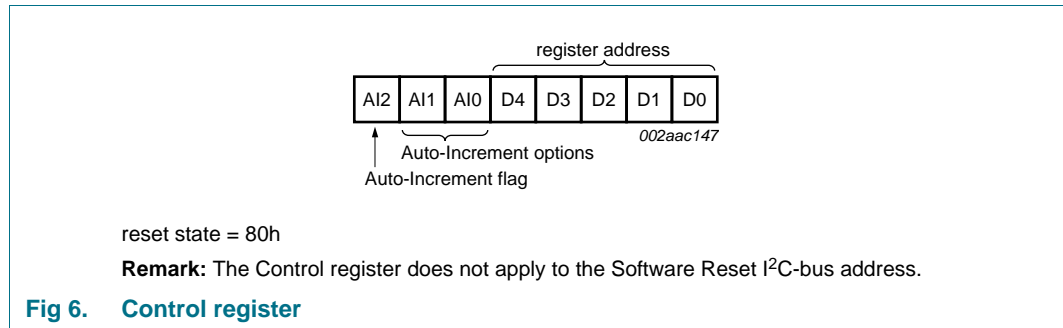 register address
AI2 AI1 AI0 D4 D3 D2 D1 D0
002aac147
Auto-Increment options
Auto-Increment flag
reset state = 80h
Remark: The Control register does not apply to the Software Reset I²C-bus address.
Fig 6. Control register